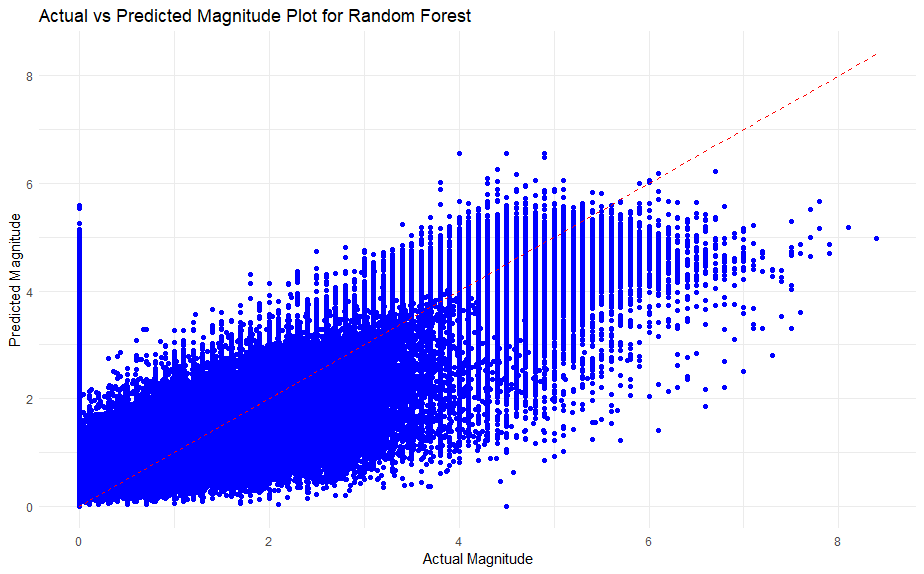 Actual vs Predicted Magnitude Plot for Random Forest
Predicted Magnitude
8
6
4
2
0
0 2 4 6 8
Actual Magnitude